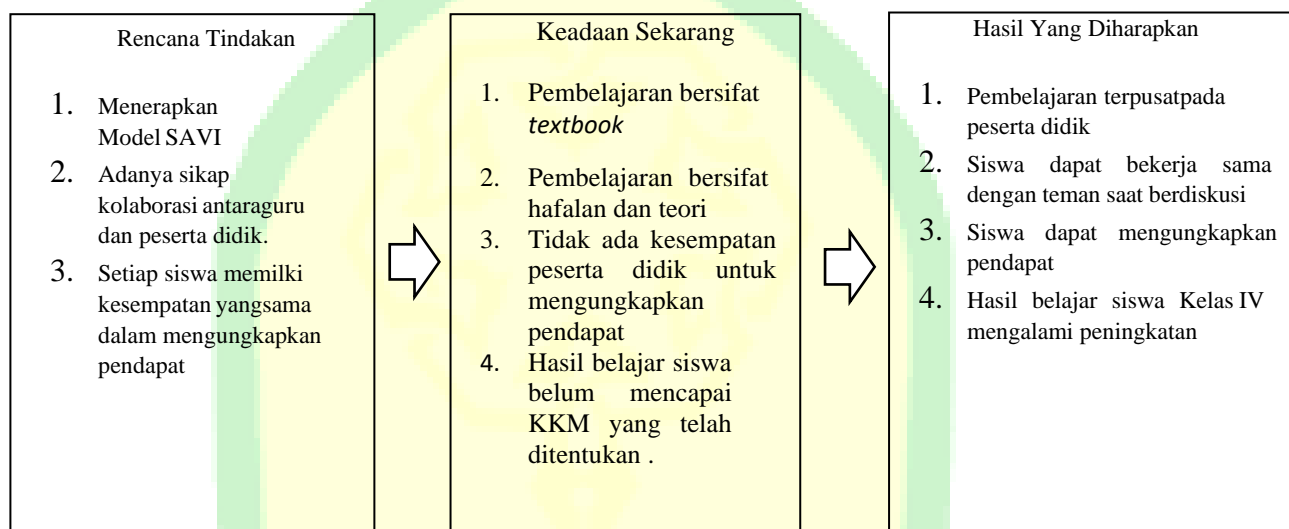 Rencana Tindakan
1. Menerapkan
Model SAVI
2. Adanya sikap
kolaborasi antaraguru
dan peserta didik.
3. Setiap siswa memilki
kesempatan yangsama
dalam mengungkapkan
pendapat
Keadaan Sekarang
1. Pembelajaran bersifat
textbook
2. Pembelajaran bersifat
hafalan dan teori
3. Tidak ada kesempatan
peserta didik untuk
mengungkapkan
pendapat
4. Hasil belajar siswa
belum mencapai
KKM yang telah
ditentukan .
Hasil Yang Diharapkan
1. Pembelajaran terpusatpada
peserta didik
2. Siswa dapat bekerja sama
dengan teman saat berdiskusi
3. Siswa dapat mengungkapkan
pendapat
4. Hasil belajar siswa Kelas IV
mengalami peningkatan